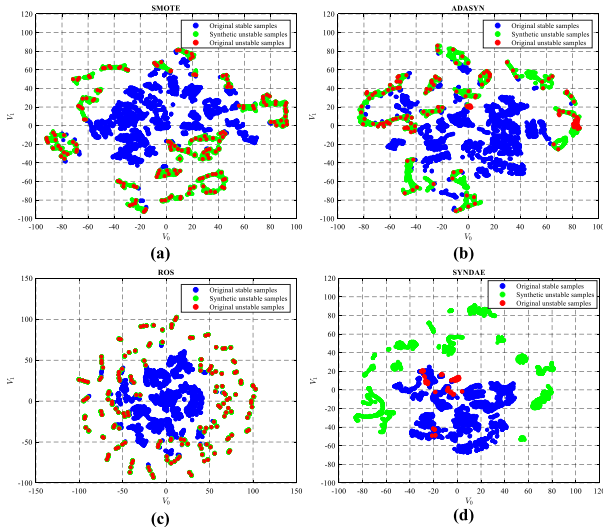 SMOTE
Original stable samples
Synthetic unstable samples
Original unstable samples
120
100
80
60
40
20
0
-20
-40
-60
-80
-100
V₁
-100 -80 -60 -40 -20 0 20 40 60 80 100
V₀
(a)
ADASYN
Original stable samples
Synthetic unstable samples
Original unstable samples
120
100
80
60
40
20
0
-20
-40
-60
-80
-100
V₁
-100 -80 -60 -40 -20 0 20 40 60 80 100
V₀
(b)
ROS
Original stable samples
Synthetic unstable samples
Original unstable samples
150
100
50
0
-50
-100
V₁
-150 -100 -50 0 50 100 150
V₀
(c)
SYNDAE
Original stable samples
Synthetic unstable samples
Original unstable samples
120
100
80
60
40
20
0
-20
-40
-60
-80
-100
V₁
-100 -80 -60 -40 -20 0 20 40 60 80 100 120
V₀
(d)